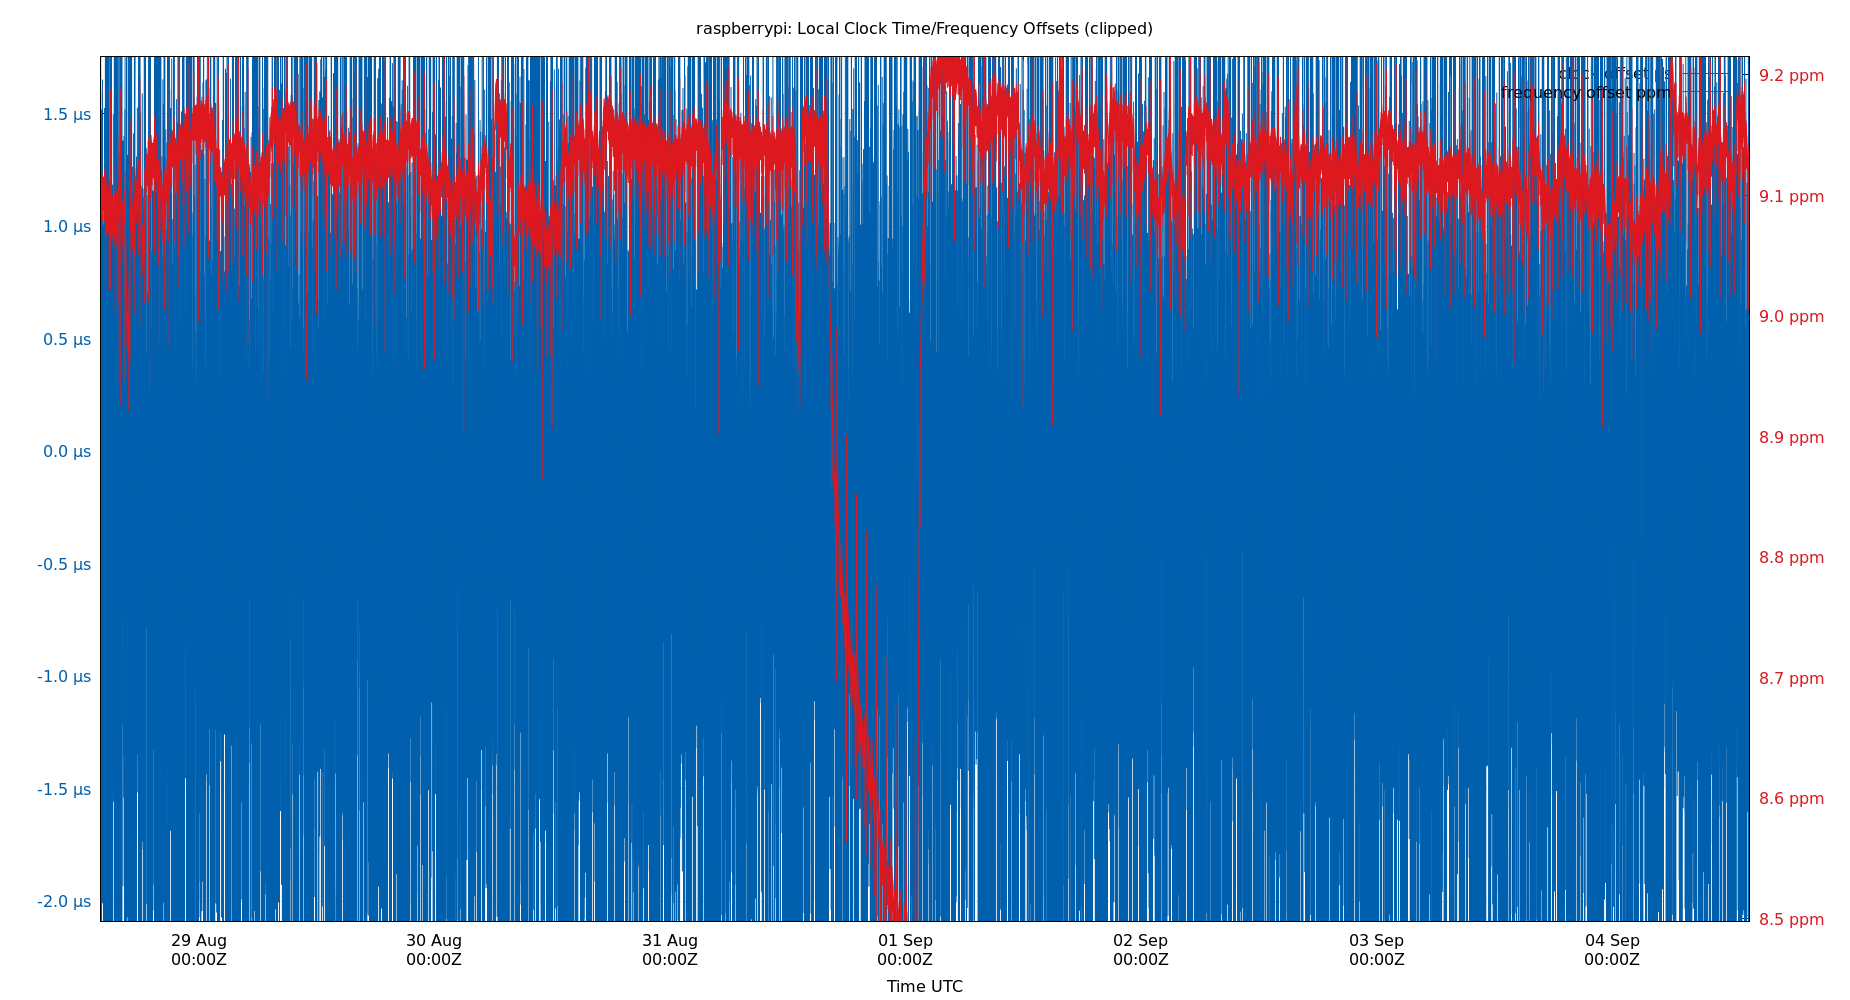 raspberrypi: Local Clock Time/Frequency Offsets (clipped)
clock offset µs
frequency offset ppm
1.5 µs
1.0 µs
0.5 µs
0.0 µs
-0.5 µs
-1.0 µs
-1.5 µs
-2.0 µs
9.2 ppm
9.1 ppm
9.0 ppm
8.9 ppm
8.8 ppm
8.7 ppm
8.6 ppm
8.5 ppm
29 Aug 30 Aug 31 Aug 01 Sep 02 Sep 03 Sep 04 Sep
00:00Z 00:00Z 00:00Z 00:00Z 00:00Z 00:00Z 00:00Z
Time UTC